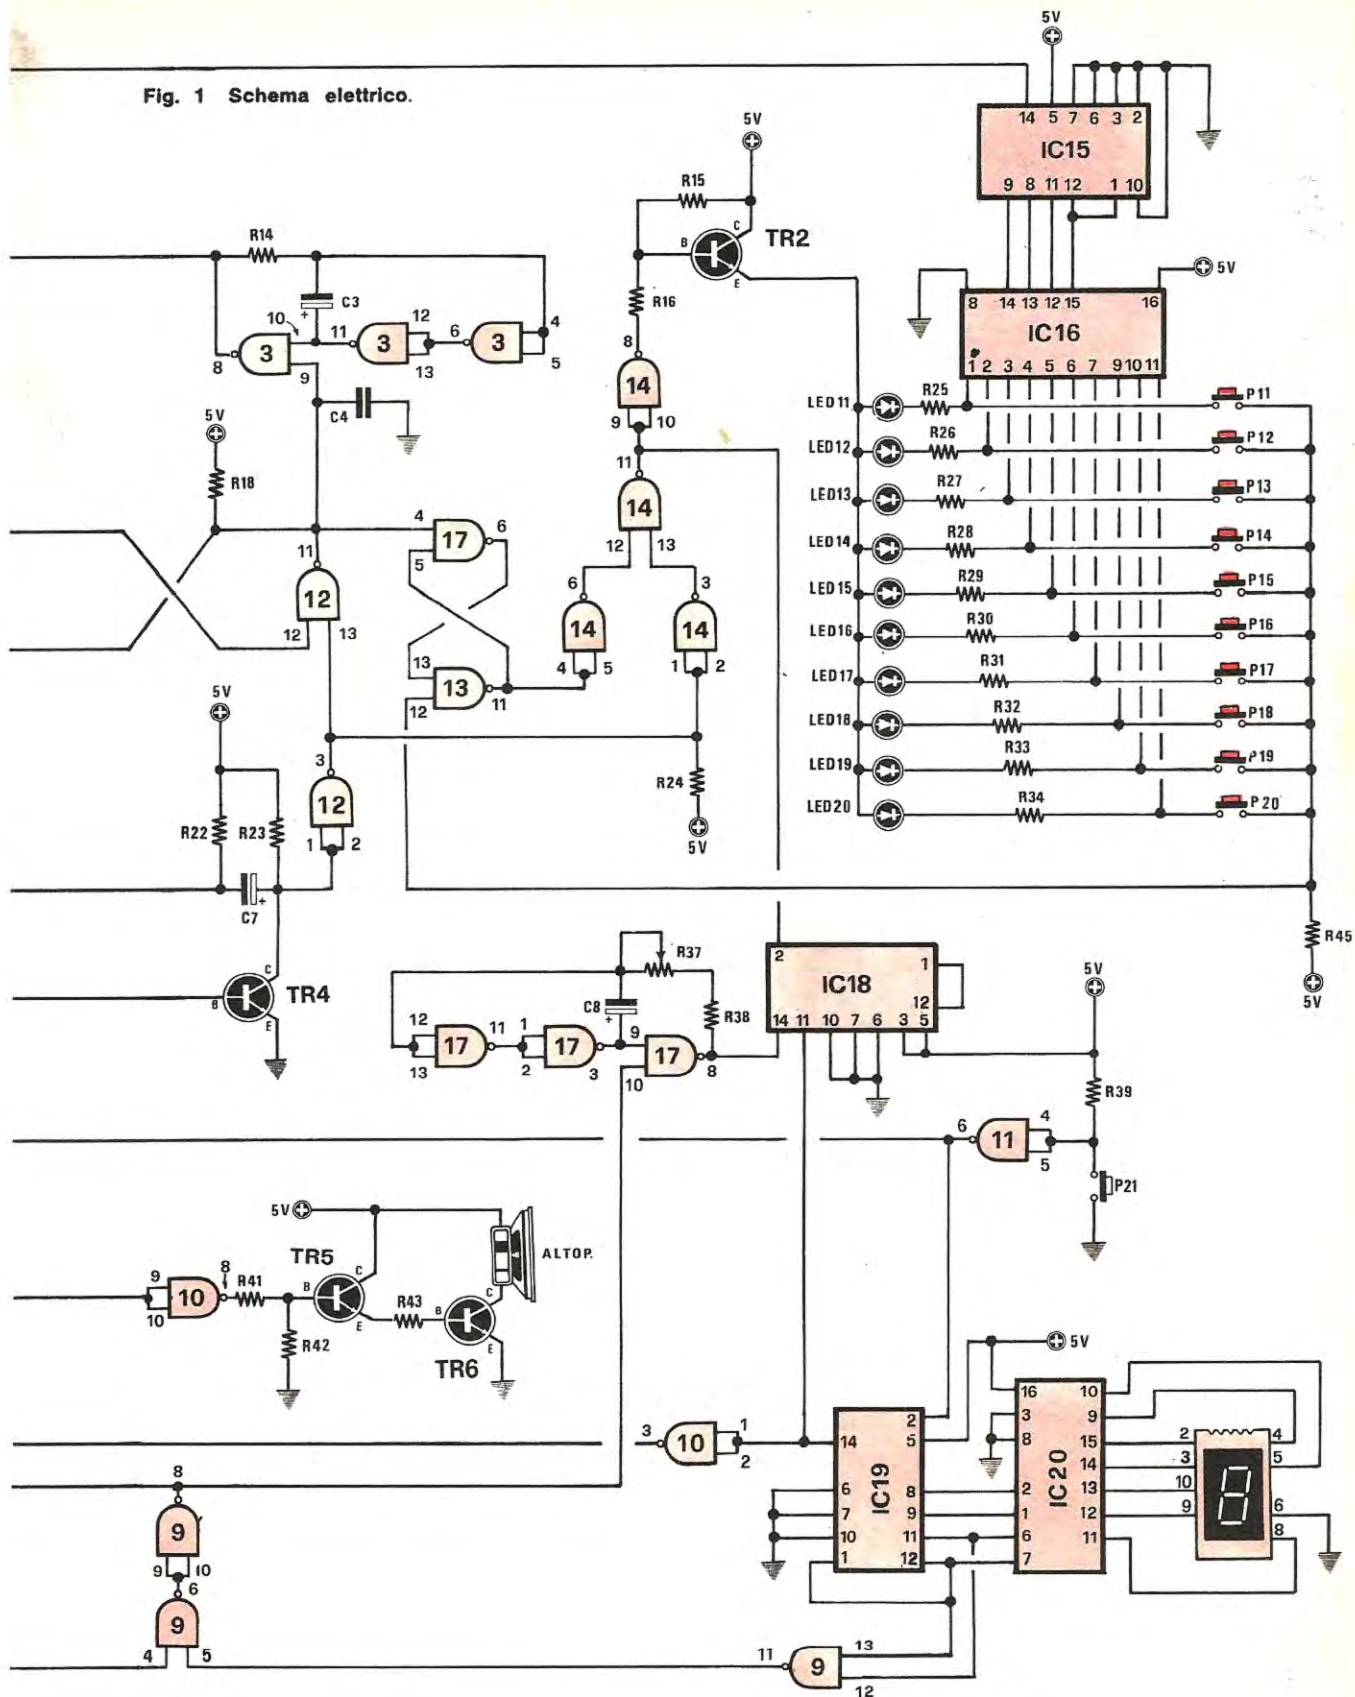 5V
Fig. 1 Schema elettrico.
14 5 7 6 3 2
IC15
9 8 11 12 1 10
5V
R15
C
B
TR2
E
R14
R16
C3
+
10 11 12 6 4
3 3 3
8 9 13 5
C4
5V
8 14 13 12 15 16
IC16
1 2 3 4 5 6 7 9 10 11
8
14
9 10
LED11 R25 P11
LED12 R26 P12
LED13 R27 P13
LED14 R28 P14
LED15 R29 P15
LED16 R30 P16
LED17 R31 P17
LED18 R32 P18
LED19 R33 P19
LED20 R34 P20
5V
R18
11
14
12 13
4 6
17
5
11
12
12 13
6 3
14 14
4 5 1 2
13
13
12 11
5V
R22 R23
3
12
1 2
R24
5V
C7
+
C
B TR4
E
R45
5V
R37
C8
+
R38
12 11 1 9
17 17 17
13 2 3 10 8
2 1
IC18
12
14 11 10 7 6 3 5
5V
R39
6 4
11
5
P21
5V
TR5
C
B
E
ALTOP.
9 8
10
10
R41
R42
R43
C
B
E
TR6
3 1
10
2
5V
2
14 5
IC19
6 8
7 9
10 11
1 12
16 10
3 9
8 15
14
IC20
2 13
1 12
6 11
7
2 4
3 5
10
9 6
8
8
9
9 10
6
9
4 5
11 13
9
12